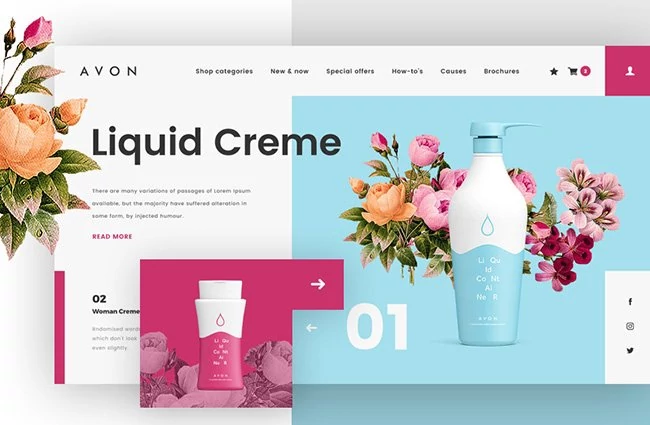 AVON
Shop categories
New & now
Special offers
How-to's
Causes
Brochures
3
Liquid Creme
There are many variations of passages of Lorem Ipsum
available, but the majority have suffered alteration in
some form, by injected humour.
READ MORE
02
Woman Creme
Rndomised word
which don't look
even slightly.
Li Qu
Id
Co Nt
Ai
Ne R
AVON
01
Li Qu
Id
Co Nt
Ai
Ne R
AVON